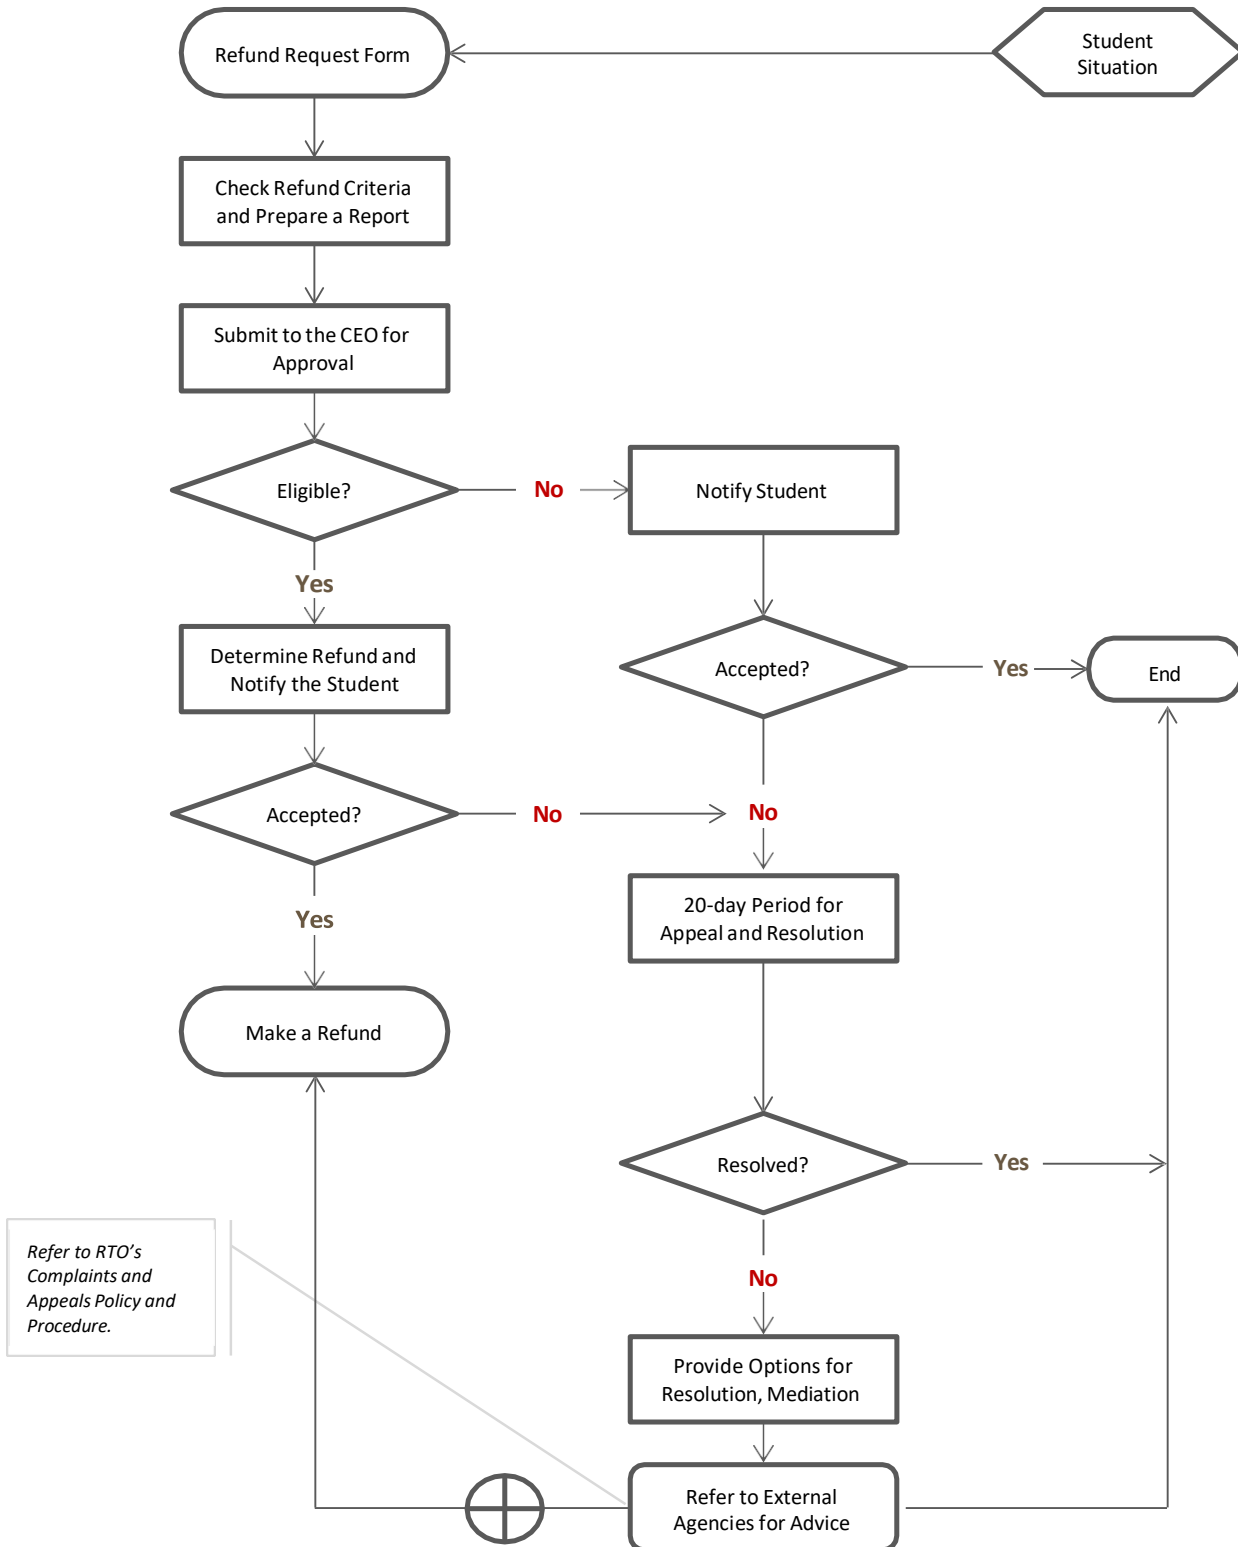 Refund Request Form
Student
Situation
Check Refund Criteria
and Prepare a Report
Submit to the CEO for
Approval
Eligible?
No
Notify Student
Yes
Determine Refund and
Notify the Student
Accepted?
Yes
End
Accepted?
No
No
20-day Period for
Appeal and Resolution
Yes
Make a Refund
Resolved?
Yes
Refer to RTO’s
Complaints and
Appeals Policy and
Procedure.
No
Provide Options for
Resolution, Mediation
Refer to External
Agencies for Advice